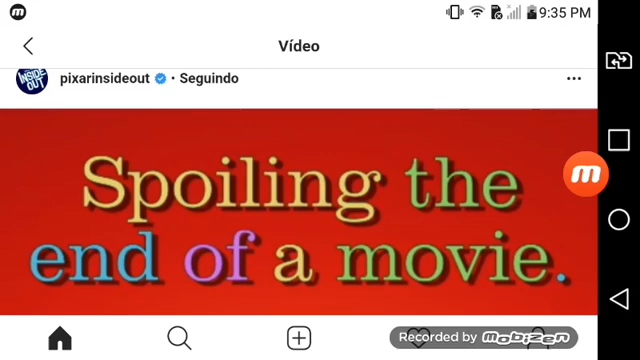 9:35 PM
Vídeo
INSIDE OUT
pixarinsideout • Seguindo
Spoiling the
end of a movie.
Recorded by MOBIZEN